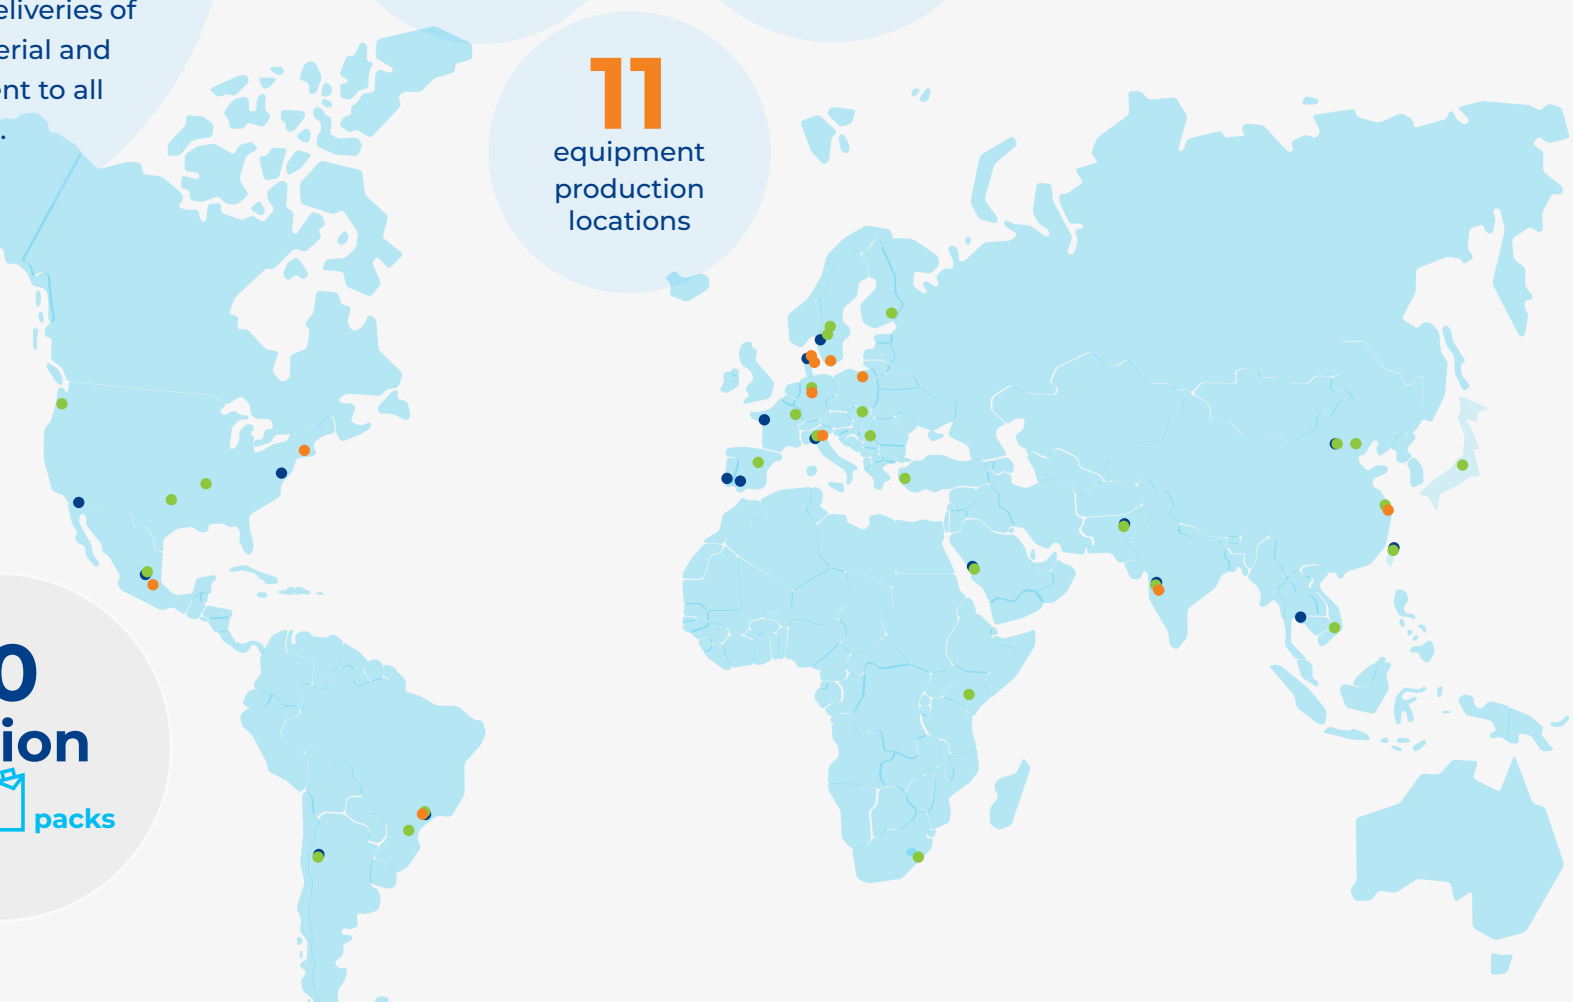 eliveries of
erial and
nt to all
.
11
equipment
production
locations
0
ion
packs